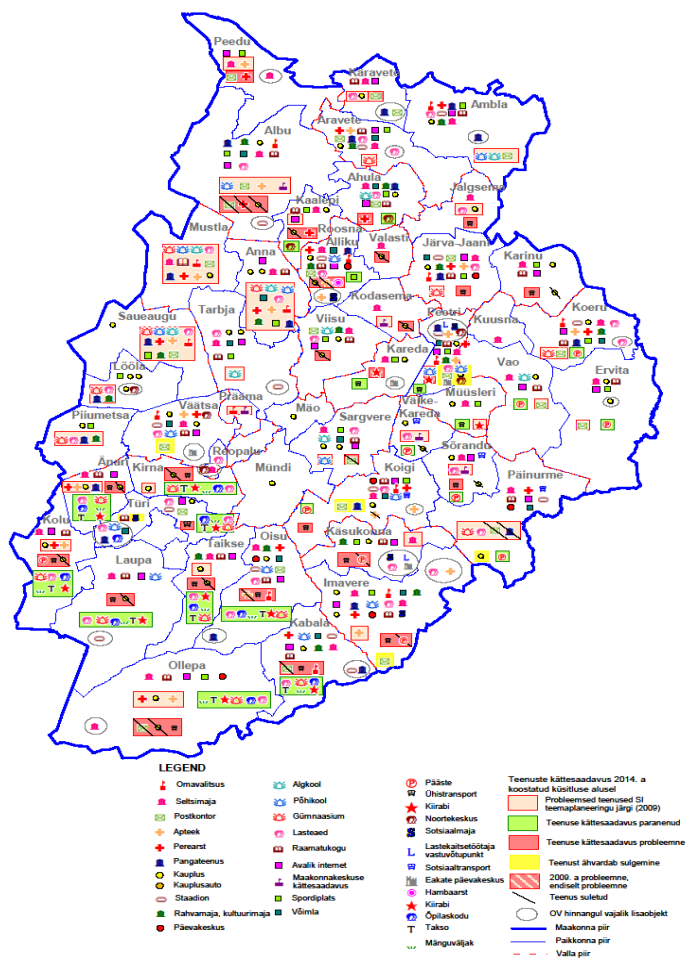 Peedu
Karavete
Ambla
Albu
Aravete
Ahula
Jalgsema
Kaalepi
Mustla
Roosna
Alliku
Valasti
Anna
Järva-Jaani
Karinu
Kodasema
Saueaugu
Tarbja
Viisu
Peetri
Kuusna
Koeru
Lõõla
Kareda
Vao
Ervita
Piiumetsa
Väätsa
Prääma
Mäo
Sargvere
Väike-
Kareda
Müüsleri
Änari
Kirna
Reopalu
Mündi
Koigi
Sõrandu
Päinurme
Kolu
Türi
Taikse
Oisu
Käsukonna
Laupa
Imavere
Kabala
Ollepa
LEGEND
Omavalitsus
Seltsimaja
Postkontor
Apteek
Perearst
Pangateenus
Kauplus
Kauplusauto
Staadion
Rahvamaja, kultuurimaja
Päevakeskus
Algkool
Põhikool
Gümnaasium
Lasteaed
Raamatukogu
Avalik internet
Maakonnakeskuse
kättesaadavus
Spordiplats
Võimla
Pääste
Ühistransport
Kiirabi
Noortekeskus
Sotsiaalmaja
L Lastekaitsetöötaja
vastuvõtupunkt
Sotsiaaltransport
Eakate päevakeskus
Hambaarst
Kiirabi
Õpilaskodu
T Takso
Mänguväljak
Teenuste kättesaadavus 2014. a
koostatud küsitluse alusel
Probleemsed teenused SI
teemaplaneeringu järgi (2009)
Teenuse kättesaadavus paranenud
Teenuse kättesaadavus probleemne
Teenust ähvardab sulgemine
2009. a probleemne,
endiselt probleemne
Teenus suletud
OV hinnangul vajalik lisaobjekt
Maakonna piir
Paikkonna piir
Valla piir